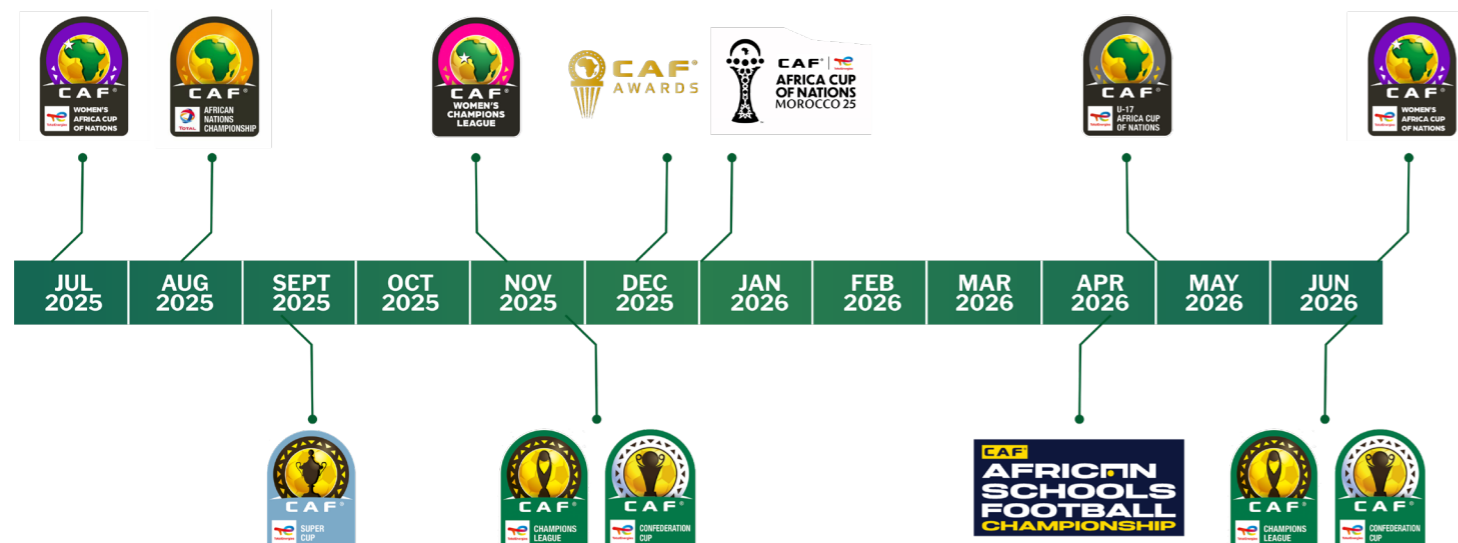 CAF
WOMEN'S
AFRICA CUP
OF NATIONS
CAF
TOTAL
AFRICAN
NATIONS
CHAMPIONSHIP
CAF
WOMEN'S
CHAMPIONS
LEAGUE
CAF
AWARDS
CAF
AFRICA CUP
OF NATIONS
MOROCCO 25
CAF
U-17
AFRICA CUP
OF NATIONS
CAF
WOMEN'S
AFRICA CUP
OF NATIONS
JUL
2025
AUG
2025
SEPT
2025
OCT
2025
NOV
2025
DEC
2025
JAN
2026
FEB
2026
MAR
2026
APR
2026
MAY
2026
JUN
2026
CAF
SUPER
CUP
CAF
CHAMPIONS
LEAGUE
CAF
CONFEDERATION
CUP
CAF
AFRICAN
SCHOOLS
FOOTBALL
CHAMPIONSHIP
CAF
CHAMPIONS
LEAGUE
CAF
CONFEDERATION
CUP